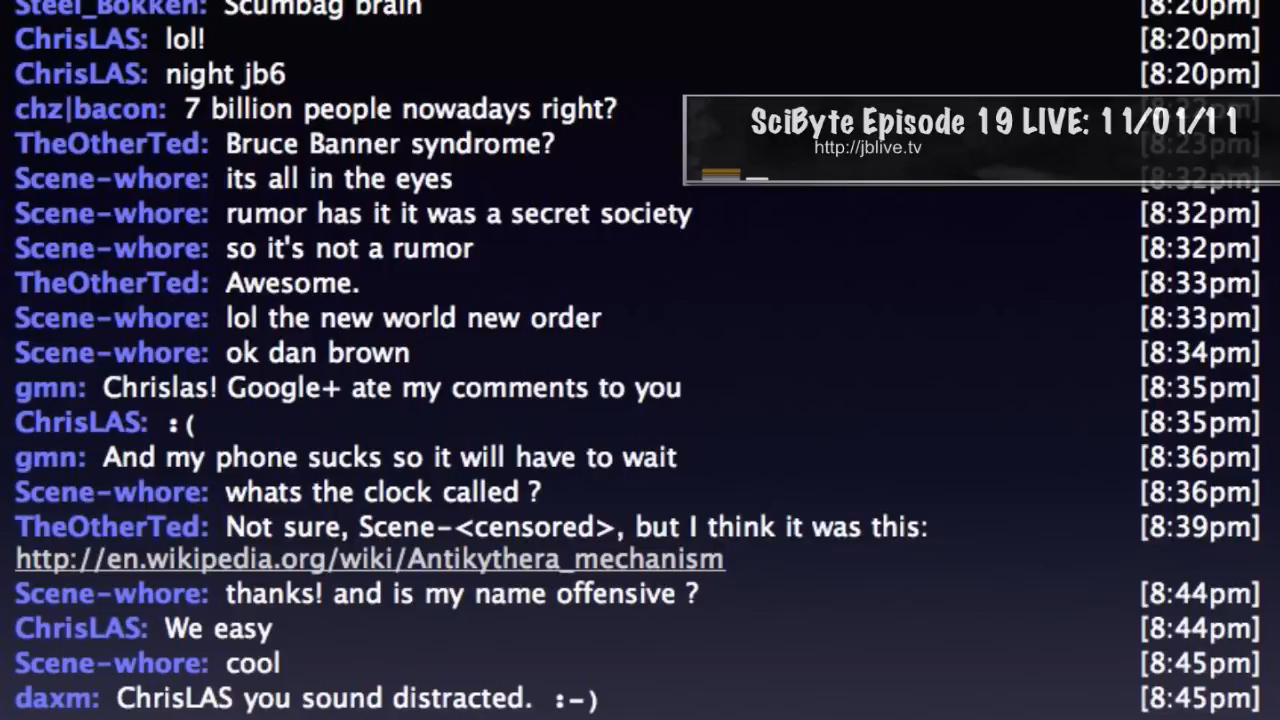 Steel_Bokken: Scumbag brain [8:20pm]
ChrisLAS: lol! [8:20pm]
ChrisLAS: night jb6 [8:20pm]
chz|bacon: 7 billion people nowadays right?
SciByte Episode 19 LIVE: 11/01/11
http://jblive.tv
TheOtherTed: Bruce Banner syndrome? [8:23pm]
Scene-whore: its all in the eyes [8:32pm]
Scene-whore: rumor has it it was a secret society [8:32pm]
Scene-whore: so it's not a rumor [8:32pm]
TheOtherTed: Awesome. [8:33pm]
Scene-whore: lol the new world new order [8:33pm]
Scene-whore: ok dan brown [8:34pm]
gmn: Chrislas! Google+ ate my comments to you [8:35pm]
ChrisLAS: :( [8:35pm]
gmn: And my phone sucks so it will have to wait [8:36pm]
Scene-whore: whats the clock called ? [8:36pm]
TheOtherTed: Not sure, Scene-<censored>, but I think it was this: [8:39pm]
http://en.wikipedia.org/wiki/Antikythera_mechanism
Scene-whore: thanks! and is my name offensive ? [8:44pm]
ChrisLAS: We easy [8:44pm]
Scene-whore: cool [8:45pm]
daxm: ChrisLAS you sound distracted. :-) [8:45pm]